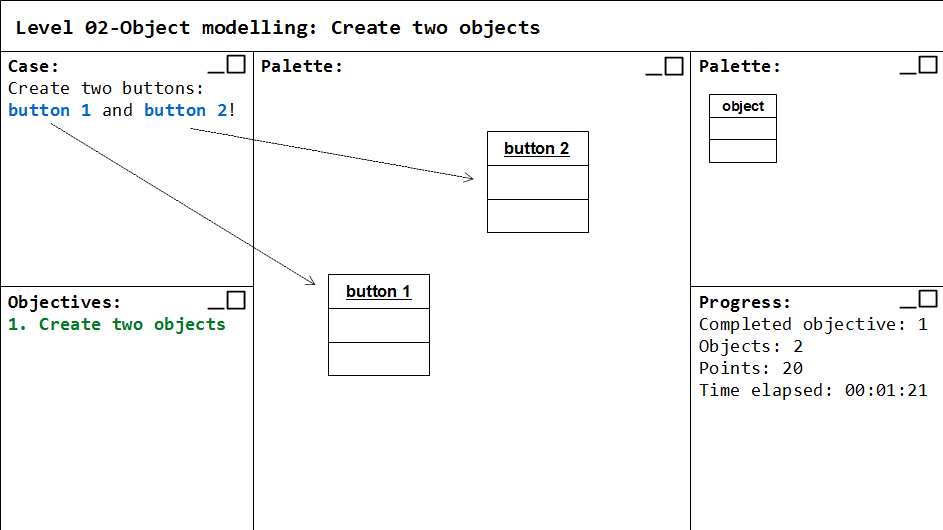 Level 02-Object modelling: Create two objects
Case:
Create two buttons:
button 1 and button 2!
Objectives:
1. Create two objects
Palette:
button 2
button 1
Palette:
object
Progress:
Completed objective: 1
Objects: 2
Points: 20
Time elapsed: 00:01:21